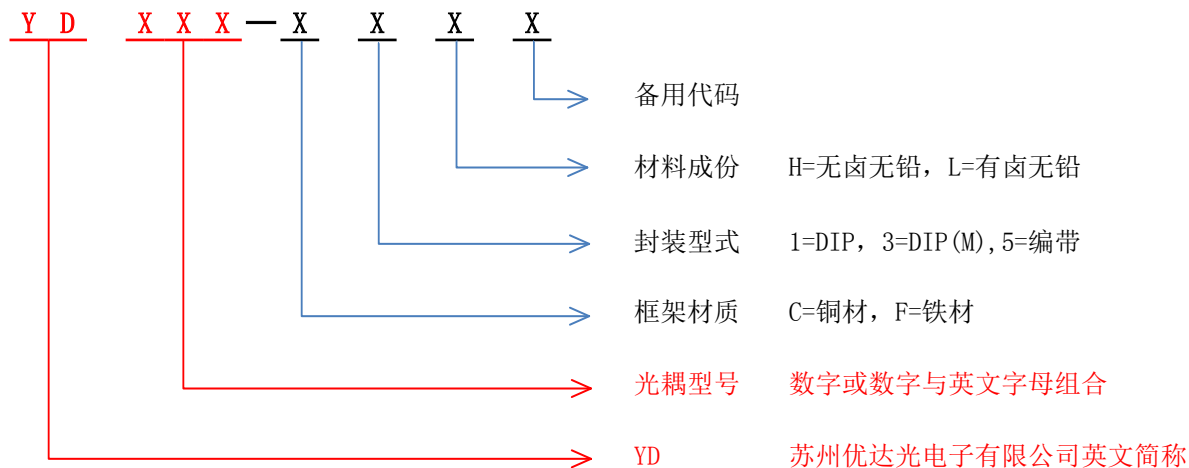 YD XXX—X X X X
备用代码
材料成份 H=无卤无铅，L=有卤无铅
封装型式 1=DIP，3=DIP(M),5=编带
框架材质 C=铜材，F=铁材
光耦型号 数字或数字与英文字母组合
YD 苏州优达光电子有限公司英文简称